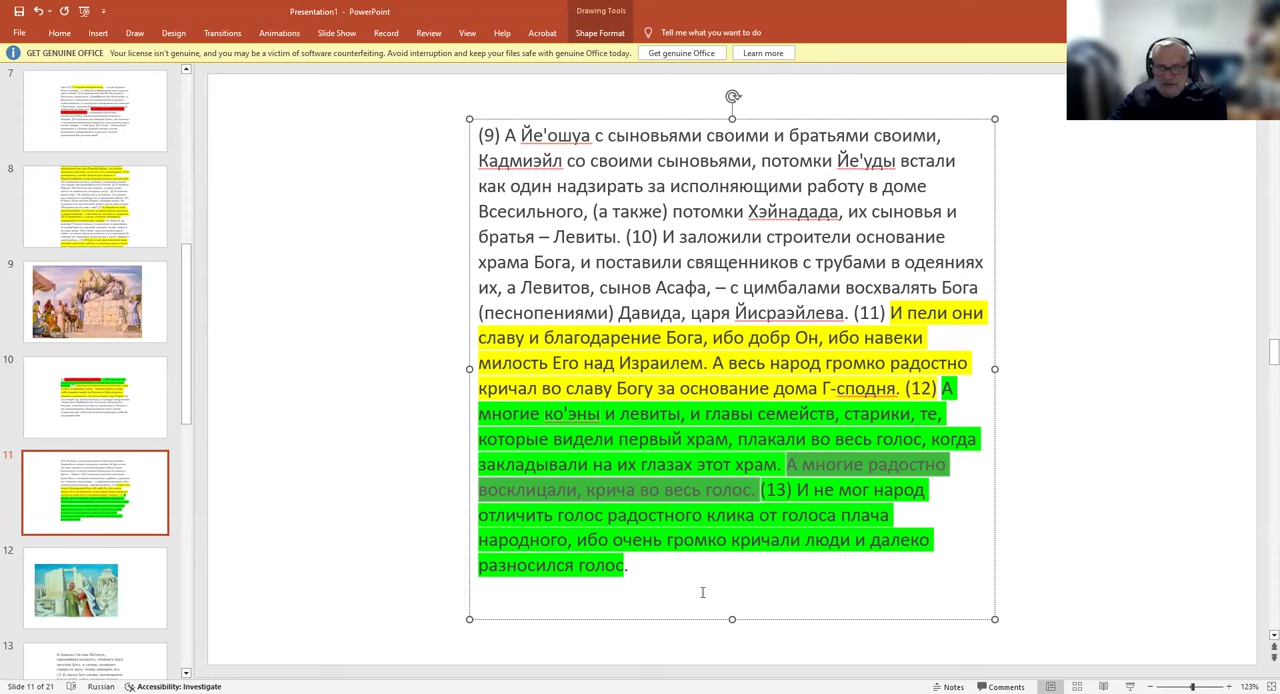 Presentation1 - PowerPoint
Drawing Tools
File Home Insert Draw Design Transitions Animations Slide Show Record Review View Help Acrobat Shape Format Tell me what you want to do
GET GENUINE OFFICE Your license isn't genuine, and you may be a victim of software counterfeiting. Avoid interruption and keep your files safe with genuine Office today. Get genuine Office Learn more
7
8
9
10
11
12
13
(9) А Йе'ошуа с сыновьями своими и братьями своими,
Кадмиэйл со своими сыновьями, потомки Йе'уды встали
как один надзирать за исполняющими работу в доме
Всесильного, (а также) потомки Хэйнадада, их сыновья и
братья – Левиты. (10) И заложили строители основание
храма Бога, и поставили священников с трубами в одеяниях
их, а Левитов, сынов Асафа, – с цимбалами восхвалять Бога
(песнопениями) Давида, царя Йисраэйлева. (11) И пели они
славу и благодарение Бога, ибо добр Он, ибо навеки
милость Его над Израилем. А весь народ громко радостно
кричал во славу Богу за основание дома Г-сподня. (12) А
многие ко'эны и левиты, и главы семейств, старики, те,
которые видели первый храм, плакали во весь голос, когда
закладывали на их глазах этот храм. А многие радостно
восклицали, крича во весь голос. (13) И не мог народ
отличить голос радостного клика от голоса плача
народного, ибо очень громко кричали люди и далеко
разносился голос.
Slide 11 of 21 Russian Accessibility: Investigate Notes Comments 123%